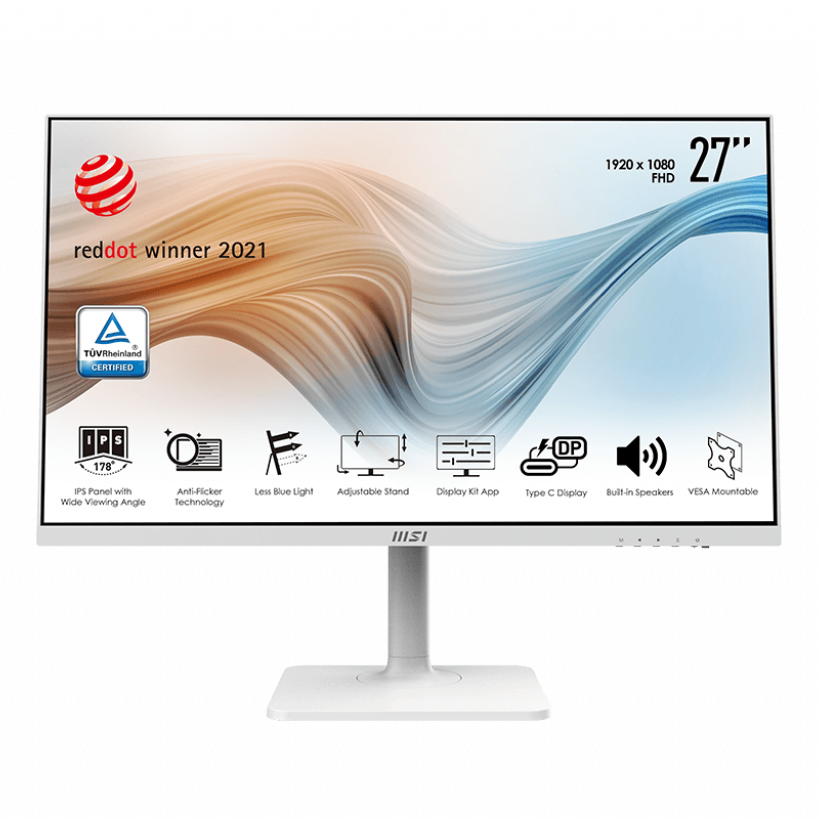 1920 x 1080
FHD
27”
reddot winner 2021
TÜVRheinland®
CERTIFIED
IPS
178°
DP
IPS Panel with
Wide Viewing Angle
Anti-Flicker
Technology
Less Blue Light
Adjustable Stand
Display Kit App
Type C Display
Built-in Speakers
VESA Mountable
msi
M